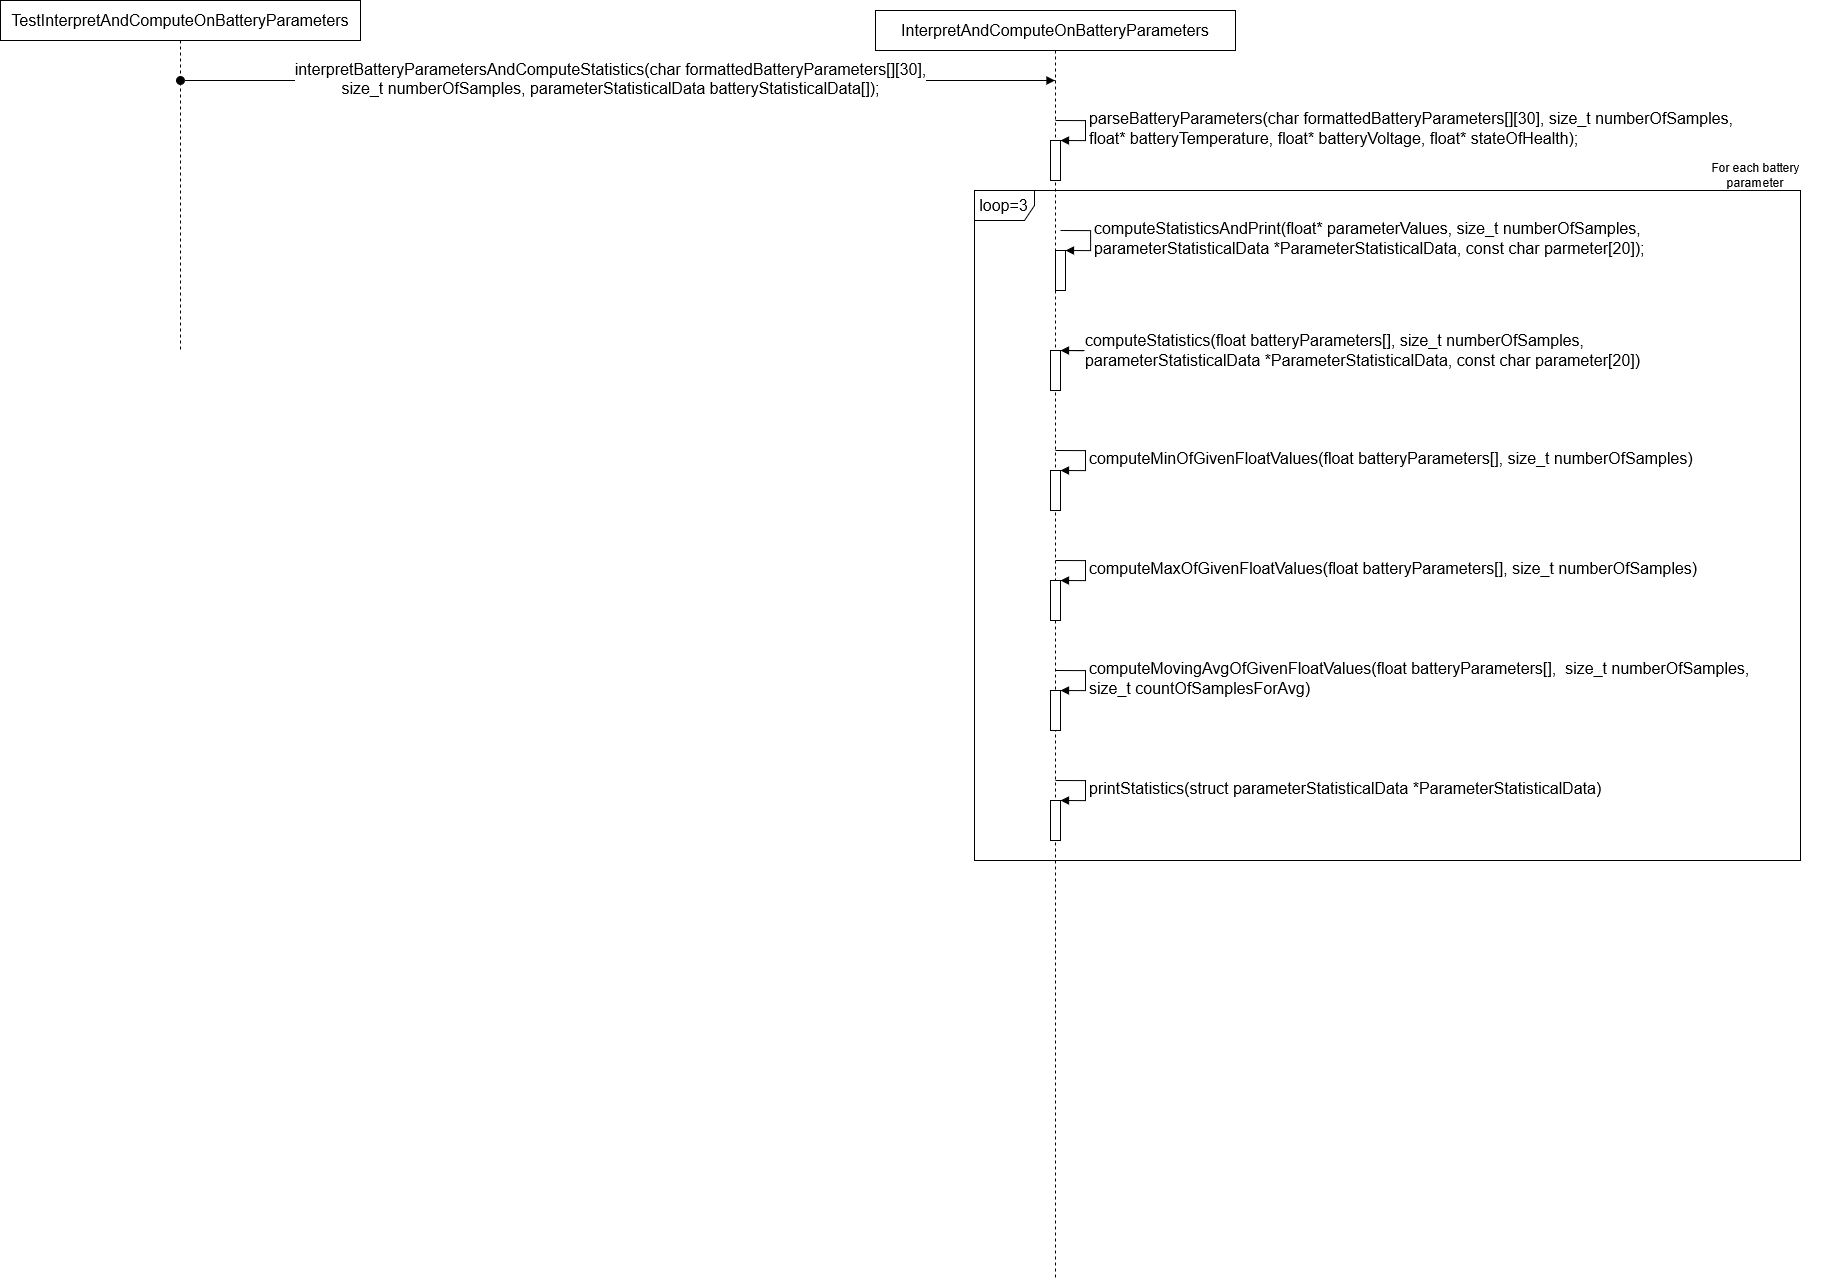 TestInterpretAndComputeOnBatteryParameters
InterpretAndComputeOnBatteryParameters
interpretBatteryParametersAndComputeStatistics(char formattedBatteryParameters[][30],
size_t numberOfSamples, parameterStatisticalData batteryStatisticalData[]);
parseBatteryParameters(char formattedBatteryParameters[][30], size_t numberOfSamples,
float* batteryTemperature, float* batteryVoltage, float* stateOfHealth);
For each battery
parameter
loop=3
computeStatisticsAndPrint(float* parameterValues, size_t numberOfSamples,
parameterStatisticalData *ParameterStatisticalData, const char parmeter[20]);
computeStatistics(float batteryParameters[], size_t numberOfSamples,
parameterStatisticalData *ParameterStatisticalData, const char parameter[20])
computeMinOfGivenFloatValues(float batteryParameters[], size_t numberOfSamples)
computeMaxOfGivenFloatValues(float batteryParameters[], size_t numberOfSamples)
computeMovingAvgOfGivenFloatValues(float batteryParameters[],  size_t numberOfSamples,
size_t countOfSamplesForAvg)
printStatistics(struct parameterStatisticalData *ParameterStatisticalData)